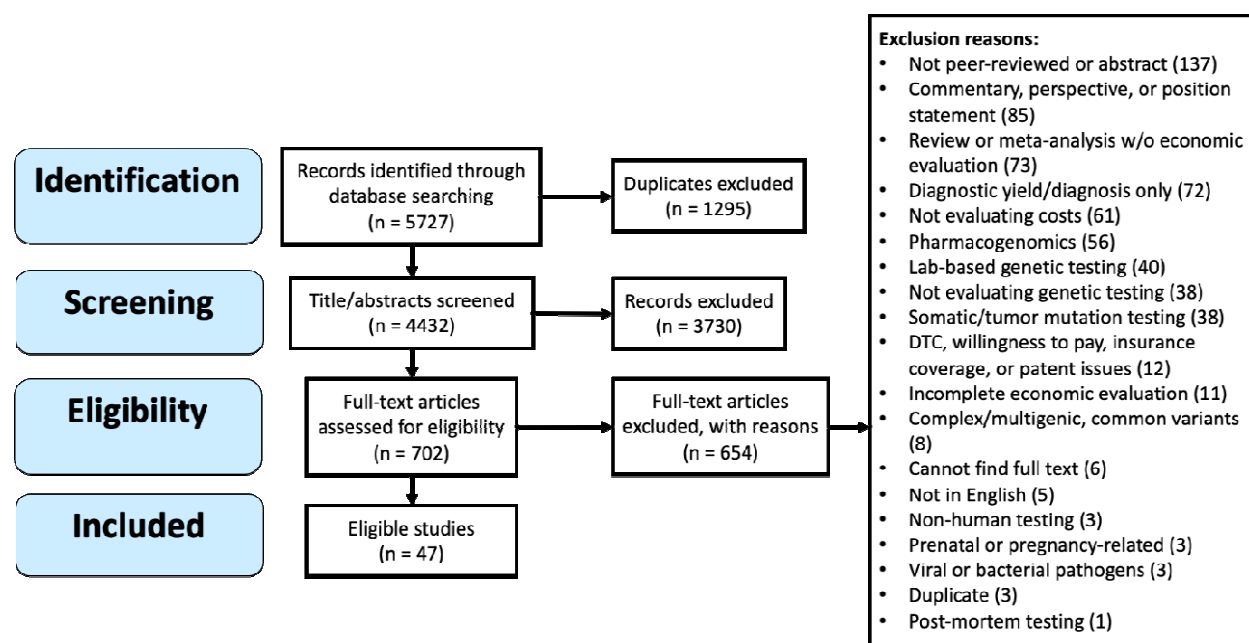 Identification
Records identified through
database searching
(n = 5727)
Duplicates excluded
(n = 1295)
Screening
Title/abstracts screened
(n = 4432)
Records excluded
(n = 3730)
Eligibility
Full-text articles
assessed for eligibility
(n = 702)
Full-text articles
excluded, with reasons
(n = 654)
Included
Eligible studies
(n = 47)
Exclusion reasons:
• Not peer-reviewed or abstract (137)
• Commentary, perspective, or position
statement (85)
• Review or meta-analysis w/o economic
evaluation (73)
• Diagnostic yield/diagnosis only (72)
• Not evaluating costs (61)
• Pharmacogenomics (56)
• Lab-based genetic testing (40)
• Not evaluating genetic testing (38)
• Somatic/tumor mutation testing (38)
• DTC, willingness to pay, insurance
coverage, or patent issues (12)
• Incomplete economic evaluation (11)
• Complex/multigenic, common variants
(8)
• Cannot find full text (6)
• Not in English (5)
• Non-human testing (3)
• Prenatal or pregnancy-related (3)
• Viral or bacterial pathogens (3)
• Duplicate (3)
• Post-mortem testing (1)